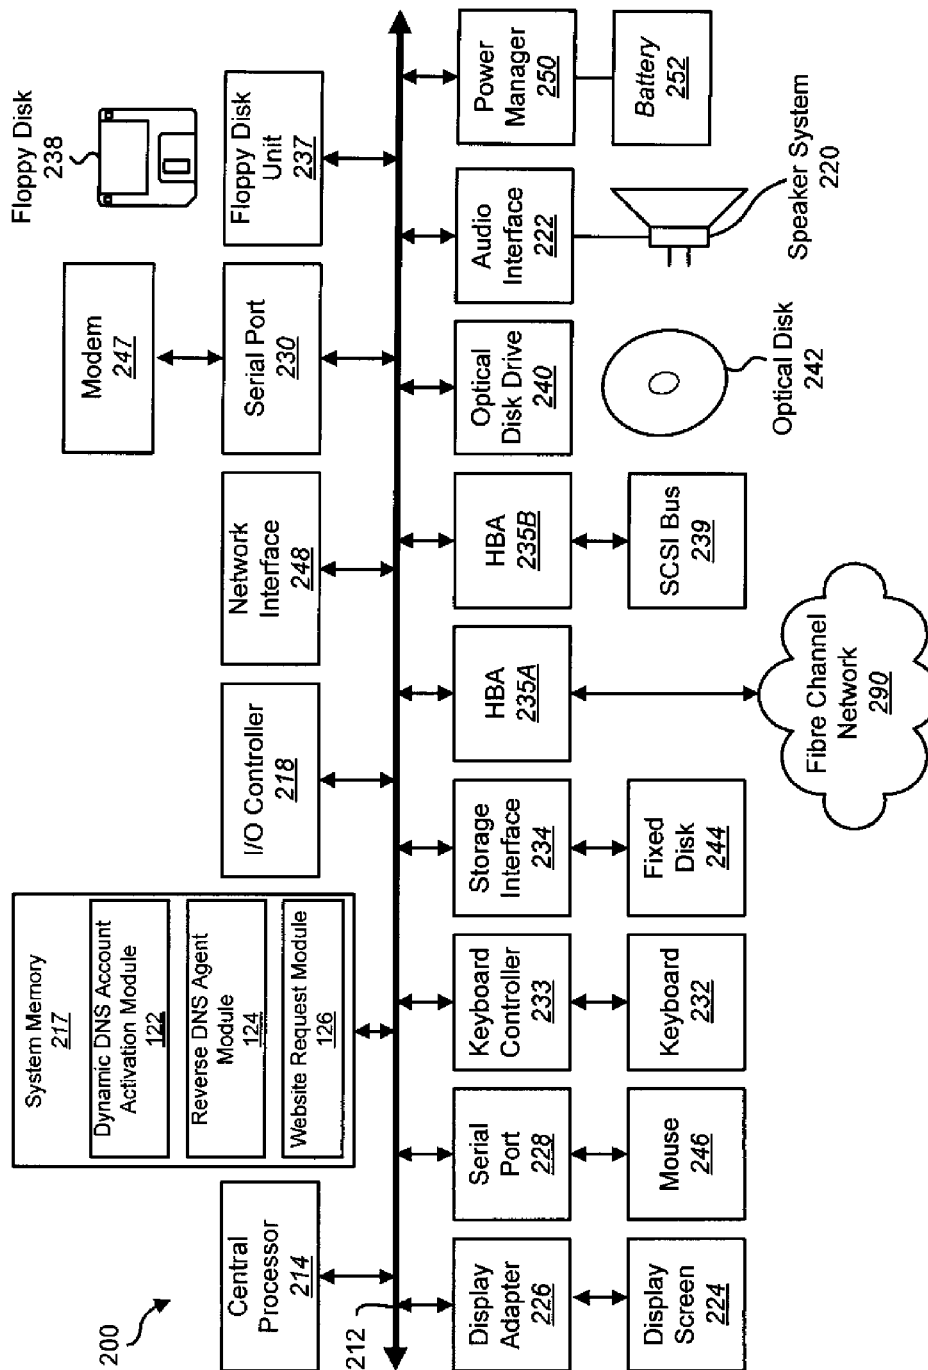 200
Central
Processor
214
System Memory
217
Dynamic DNS Account
Activation Module
122
Reverse DNS Agent
Module
124
Website Request Module
126
I/O Controller
218
Network
Interface
248
Modem
247
Serial Port
230
Floppy Disk
238
Floppy Disk
Unit
237
212
Display
Adapter
226
Serial
Port
228
Keyboard
Controller
233
Storage
Interface
234
HBA
235A
HBA
235B
Optical
Disk Drive
240
Audio
Interface
222
Power
Manager
250
Display
Screen
224
Mouse
246
Keyboard
232
Fixed
Disk
244
Fibre Channel
Network
290
SCSI Bus
239
Optical Disk
242
Speaker System
220
Battery
252